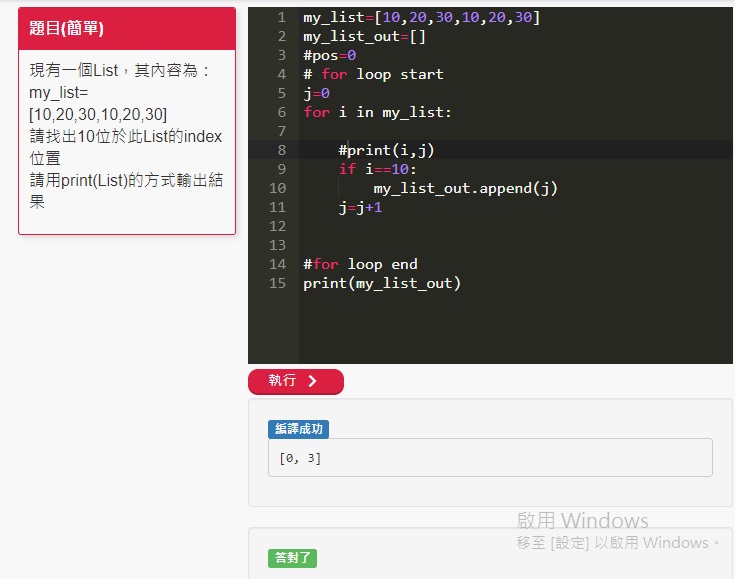 題目(簡單)
現有一個List，其內容為：
my_list=
[10,20,30,10,20,30]
請找出10位於此List的index
位置
請用print(List)的方式輸出結
果
1 my_list=[10,20,30,10,20,30]
2 my_list_out=[]
3 #pos=0
4 # for loop start
5 j=0
6 for i in my_list:
7
8 #print(i,j)
9 if i==10:
10 my_list_out.append(j)
11 j=j+1
12
13
14 #for loop end
15 print(my_list_out)
執行
編譯成功
[0, 3]
啟用 Windows
移至 [設定] 以啟用 Windows。
答對了